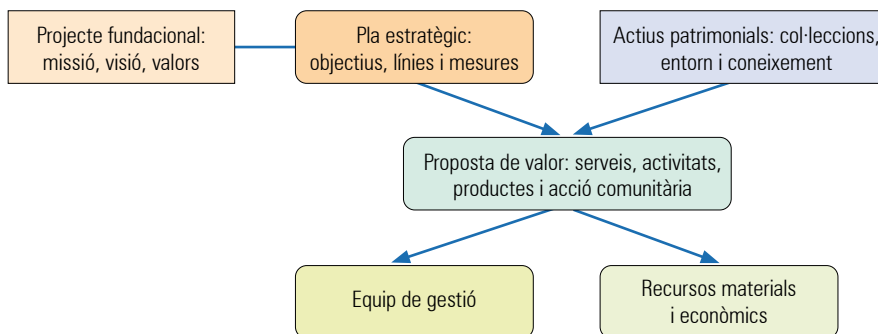 Projecte fundacional:
missió, visió, valors
Pla estratègic:
objectius, línies i mesures
Actius patrimonials: col·leccions,
entorn i coneixement
Proposta de valor: serveis, activitats,
productes i acció comunitària
Equip de gestió
Recursos materials
i econòmics